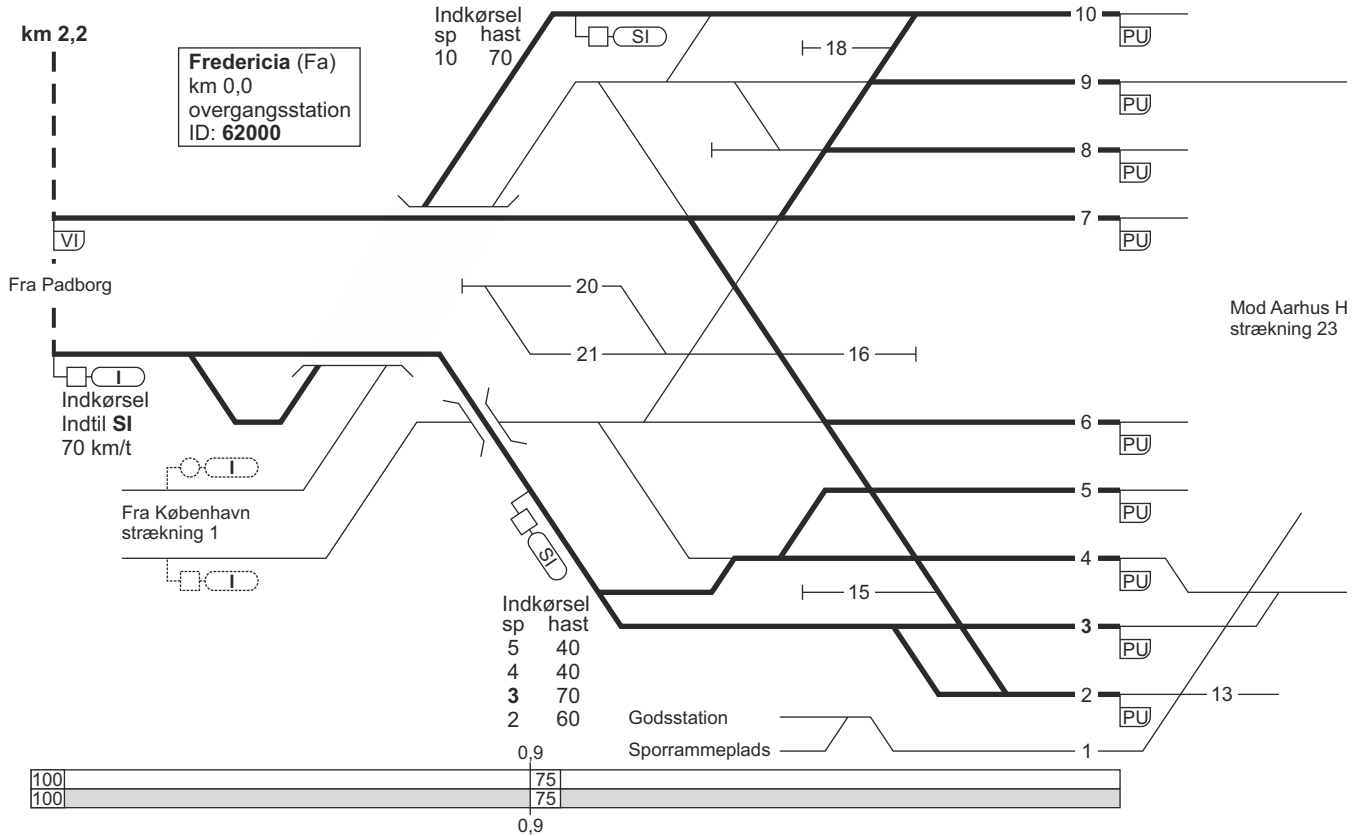 km 2,2
Fredericia (Fa)
km 0,0
overgangsstation
ID: 62000
Indkørsel
sp hast
10 70
SI
10
PU
18
9
PU
8
PU
7
PU
VI
Fra Padborg
20
21
16
Mod Aarhus H
strækning 23
I
Indkørsel
Indtil SI
70 km/t
I
Fra København
strækning 1
I
SI
6
PU
5
PU
4
PU
15
3
PU
2
PU
13
1
Indkørsel
sp hast
5 40
4 40
3 70
2 60
Godsstation
Sporrammeplads
0,9
100 75
100 75
0,9